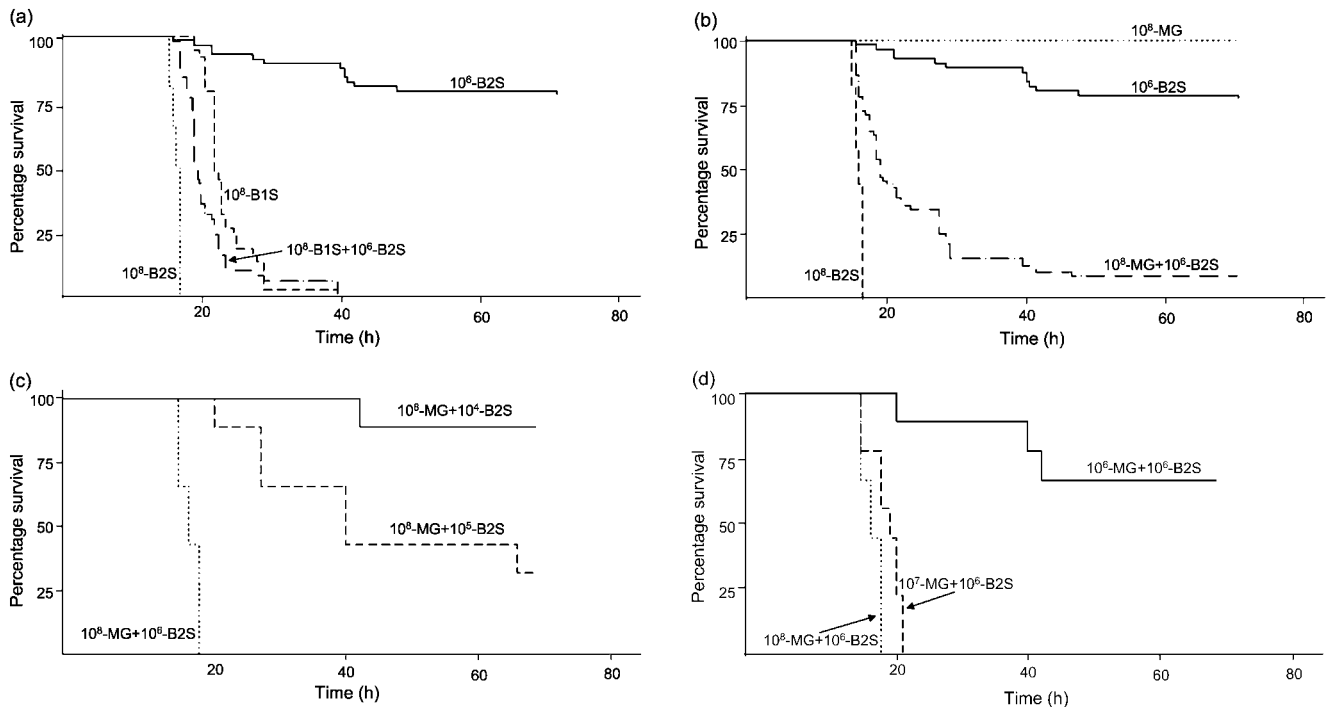 (a)
100
75
50
25
Percentage survival
10⁶-B2S
10⁸-B1S
10⁸-B1S+10⁶-B2S
10⁸-B2S
20
40
60
80
Time (h)
(b)
100
75
50
25
Percentage survival
10⁸-MG
10⁶-B2S
10⁸-B2S
10⁸-MG+10⁶-B2S
20
40
60
80
Time (h)
(c)
100
75
50
25
Percentage survival
10⁸-MG+10⁴-B2S
10⁸-MG+10⁵-B2S
10⁸-MG+10⁶-B2S
20
40
60
80
Time (h)
(d)
100
75
50
25
Percentage survival
10⁶-MG+10⁶-B2S
10⁷-MG+10⁶-B2S
10⁸-MG+10⁶-B2S
20
40
60
80
Time (h)